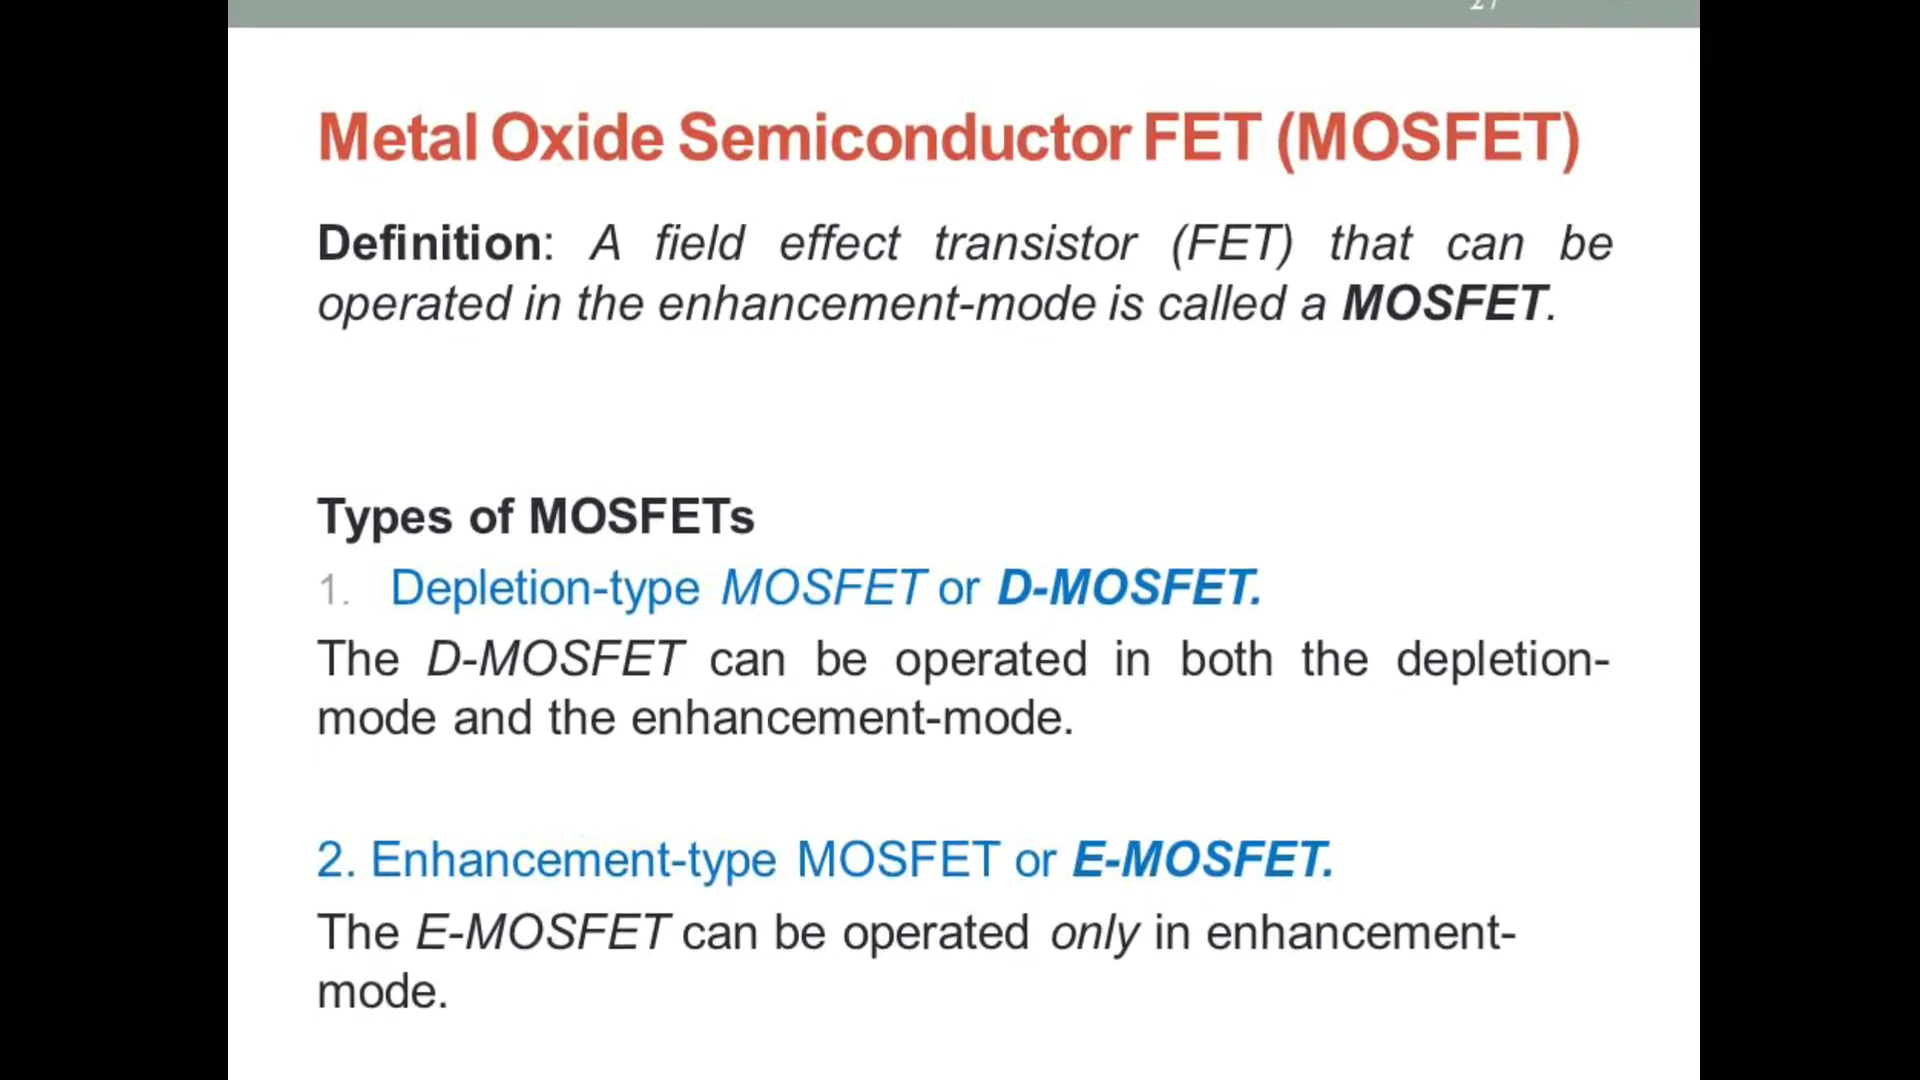 Metal Oxide Semiconductor FET (MOSFET)
Definition: A field effect transistor (FET) that can be
operated in the enhancement-mode is called a MOSFET.
Types of MOSFETs
1. Depletion-type MOSFET or D-MOSFET.
The D-MOSFET can be operated in both the depletion-
mode and the enhancement-mode.
2. Enhancement-type MOSFET or E-MOSFET.
The E-MOSFET can be operated only in enhancement-
mode.